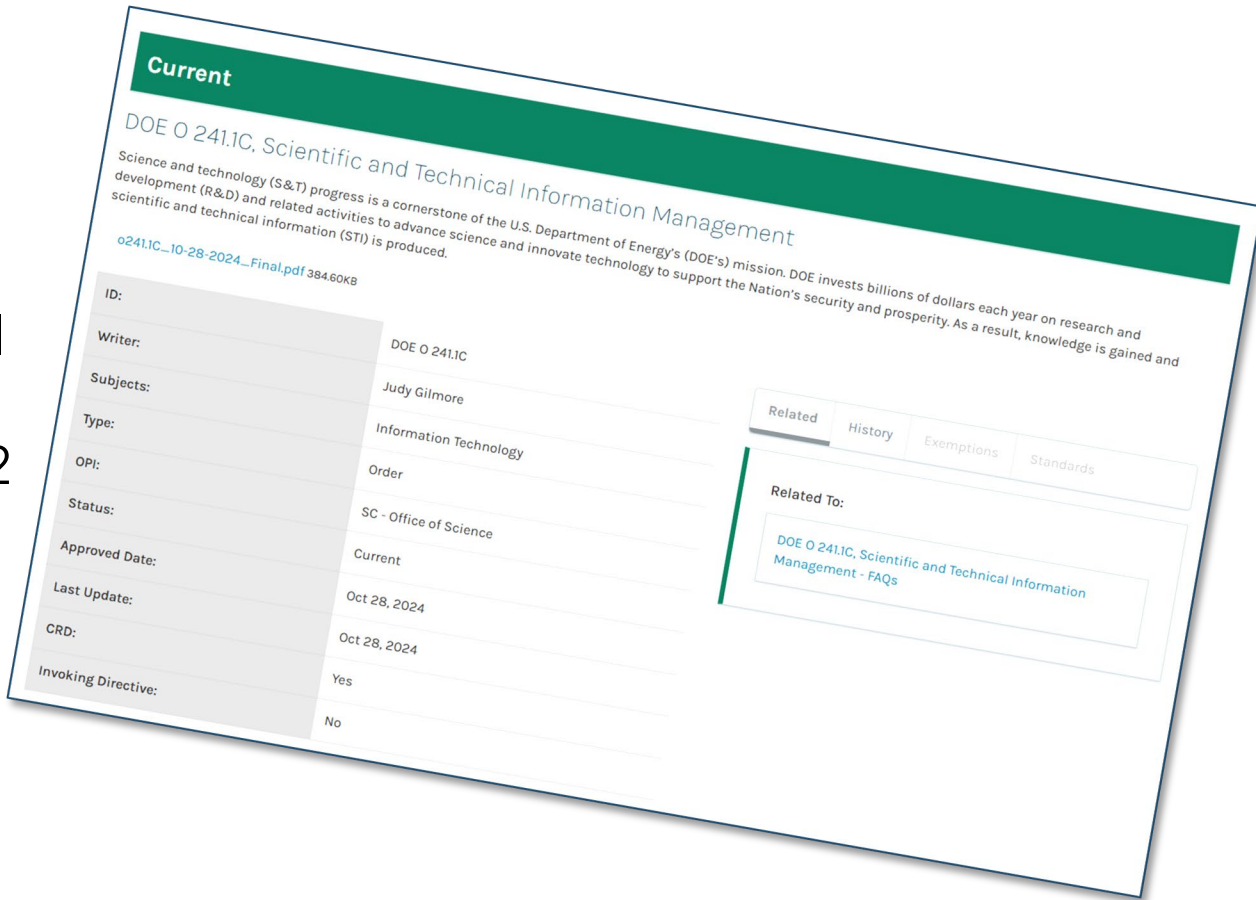 Current
DOE O 241.1C, Scientific and Technical Information Management
Science and technology (S&T) progress is a cornerstone of the U.S. Department of Energy's (DOE's) mission. DOE invests billions of dollars each year on research and
development (R&D) and related activities to advance science and innovate technology to support the Nation's security and prosperity. As a result, knowledge is gained and
scientific and technical information (STI) is produced.
o241.1C_10-28-2024_Final.pdf 384.60KB
ID: DOE O 241.1C
Writer: Judy Gilmore
Subjects: Information Technology
Type: Order
OPI: SC - Office of Science
Status: Current
Approved Date: Oct 28, 2024
Last Update: Oct 28, 2024
CRD: Yes
Invoking Directive: No
Related History Exemptions Standards
Related To:
DOE O 241.1C, Scientific and Technical Information
Management - FAQs
2